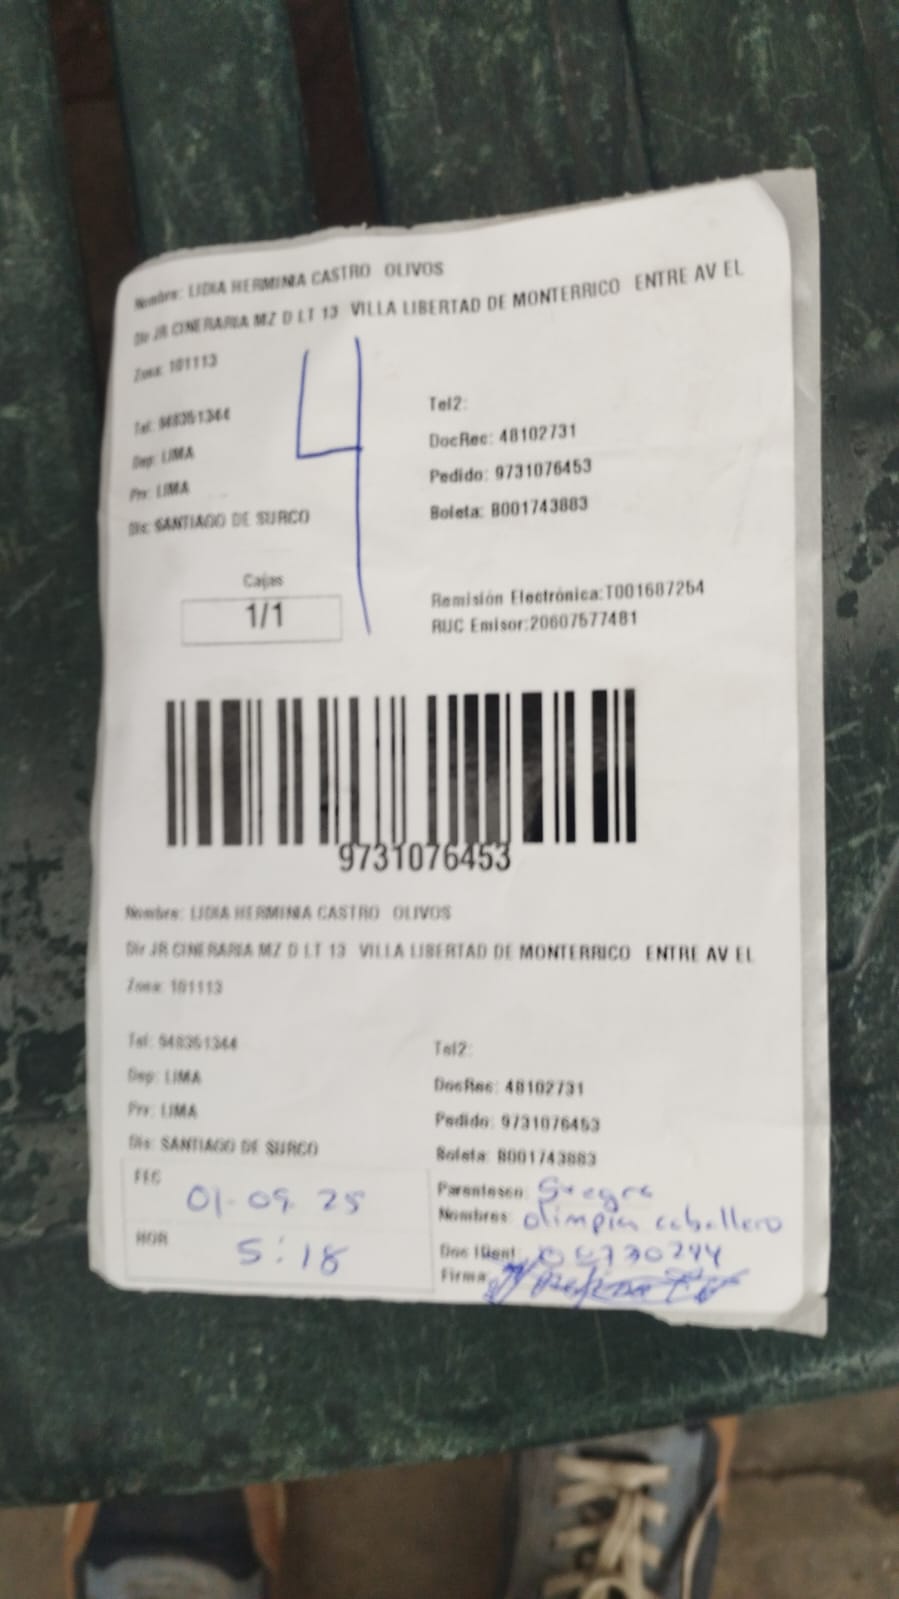 Nombre: LIDIA HERMINIA CASTRO OLIVOS
Dir JR CINERARIA MZ D LT 13 VILLA LIBERTAD DE MONTERRICO ENTRE AV EL
Zona: 101113
4
Tel: 948351344
Tel2:
Dep: LIMA
DocRec: 48102731
Prv: LIMA
Pedido: 9731076453
Dis: SANTIAGO DE SURCO
Boleta: B001743883
Cajas
1/1
Remisión Electrónica:T001687254
RUC Emisor:20607577481
9731076453
Nombre: LIDIA HERMINIA CASTRO OLIVOS
Dir JR CINERARIA MZ D LT 13 VILLA LIBERTAD DE MONTERRICO ENTRE AV EL
Zona: 101113
Tel: 948351344
Tel2:
Dep: LIMA
DocRec: 48102731
Prv: LIMA
Pedido: 9731076453
Dis: SANTIAGO DE SURCO
Boleta: B001743883
FEC 01-09 25
HOR 5:18
Parentesco: Suegra
Nombres: olimpia caballero
Doc Ident:
Firma: